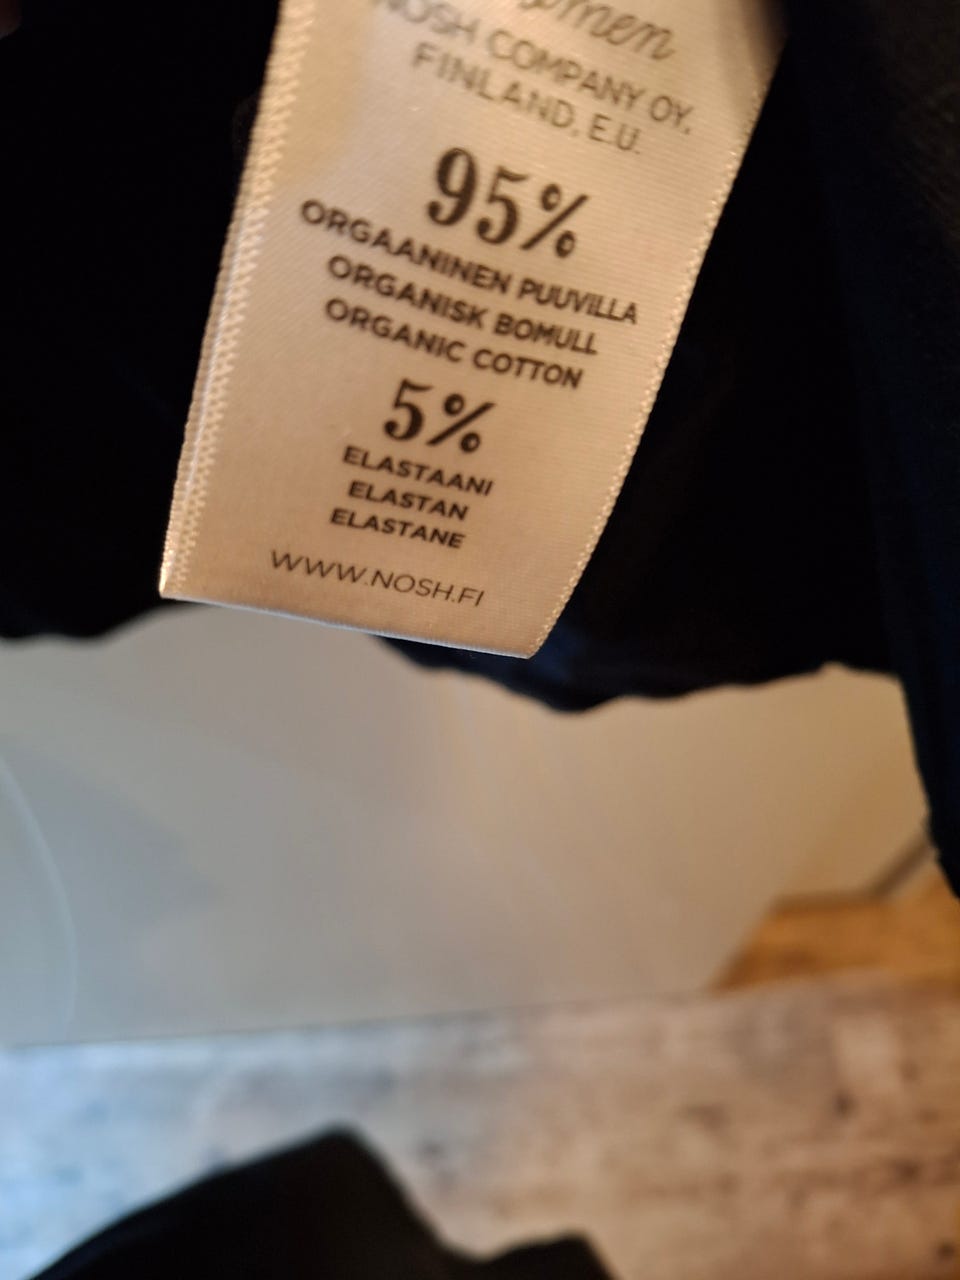 NOSH COMPANY OY,
FINLAND, E.U.
95%
ORGAANINEN PUUVILLA
ORGANISK BOMULL
ORGANIC COTTON
5%
ELASTAANI
ELASTAN
ELASTANE
WWW.NOSH.FI